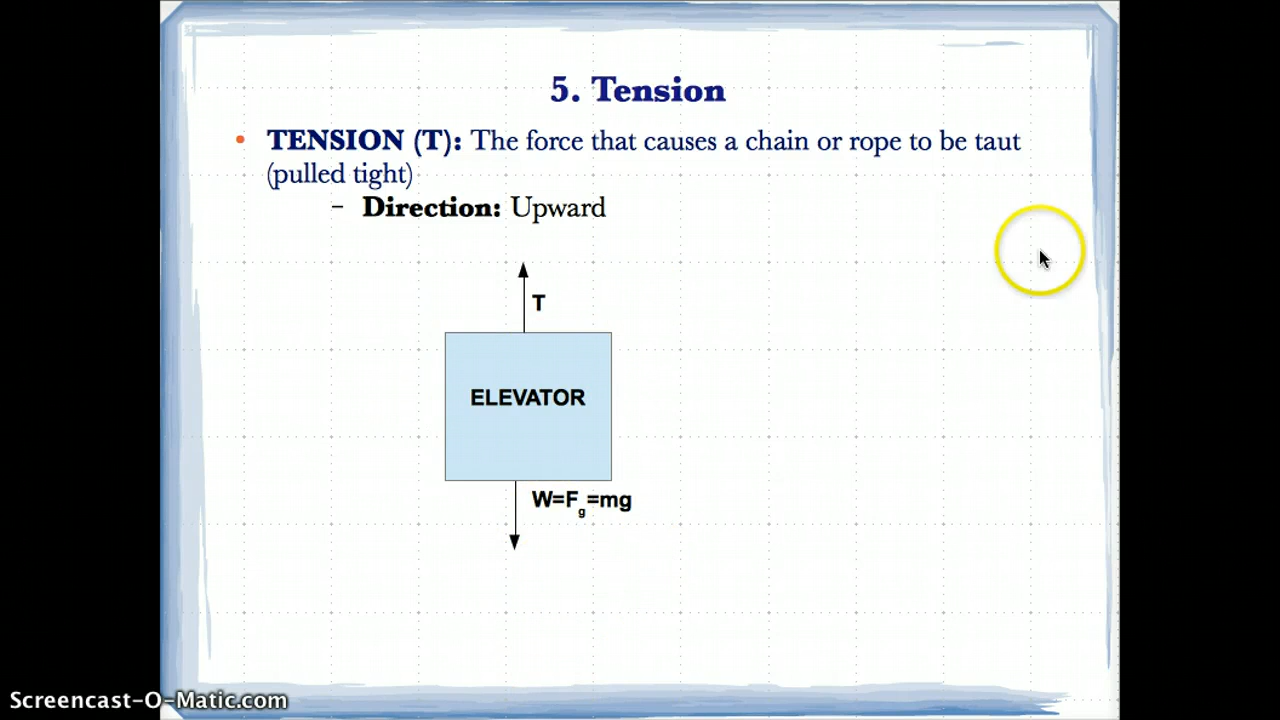 5. Tension
• TENSION (T): The force that causes a chain or rope to be taut
(pulled tight)
– Direction: Upward
T
ELEVATOR
W=Fg=mg
Screencast-O-Matic.com